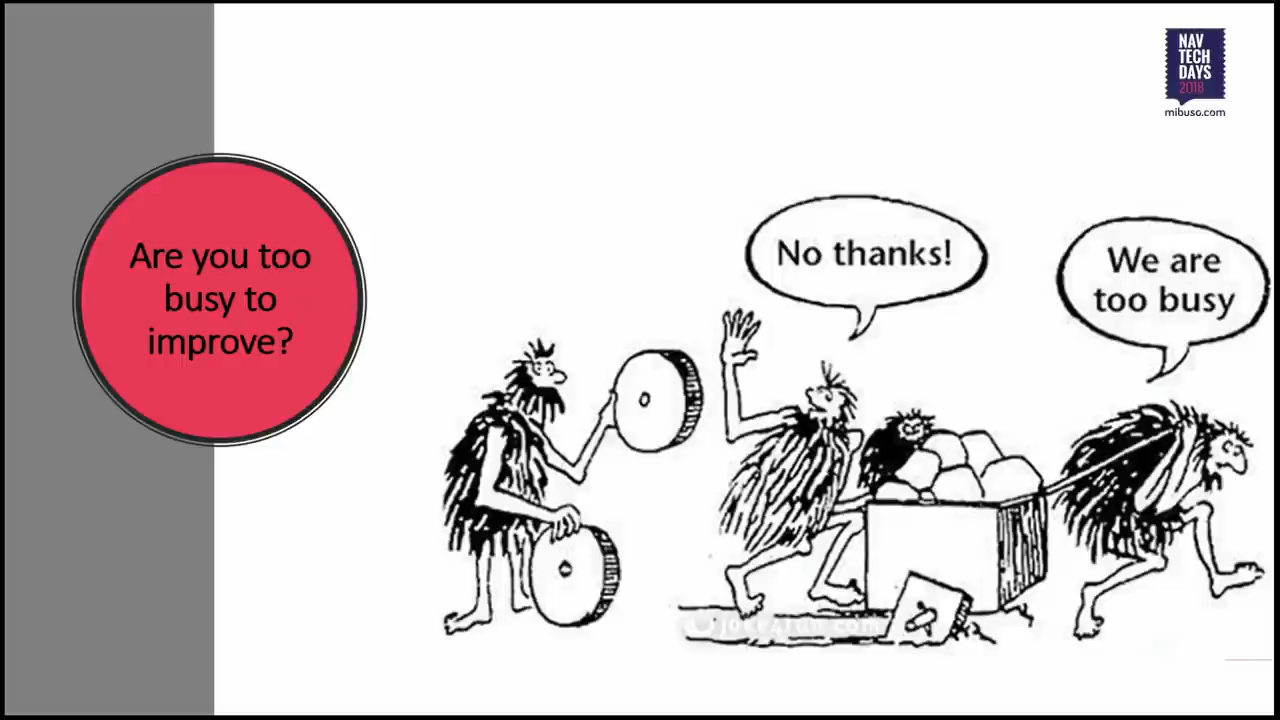 NAV
TECH
DAYS
2018
mibuso.com
Are you too
busy to
improve?
No thanks!
We are
too busy